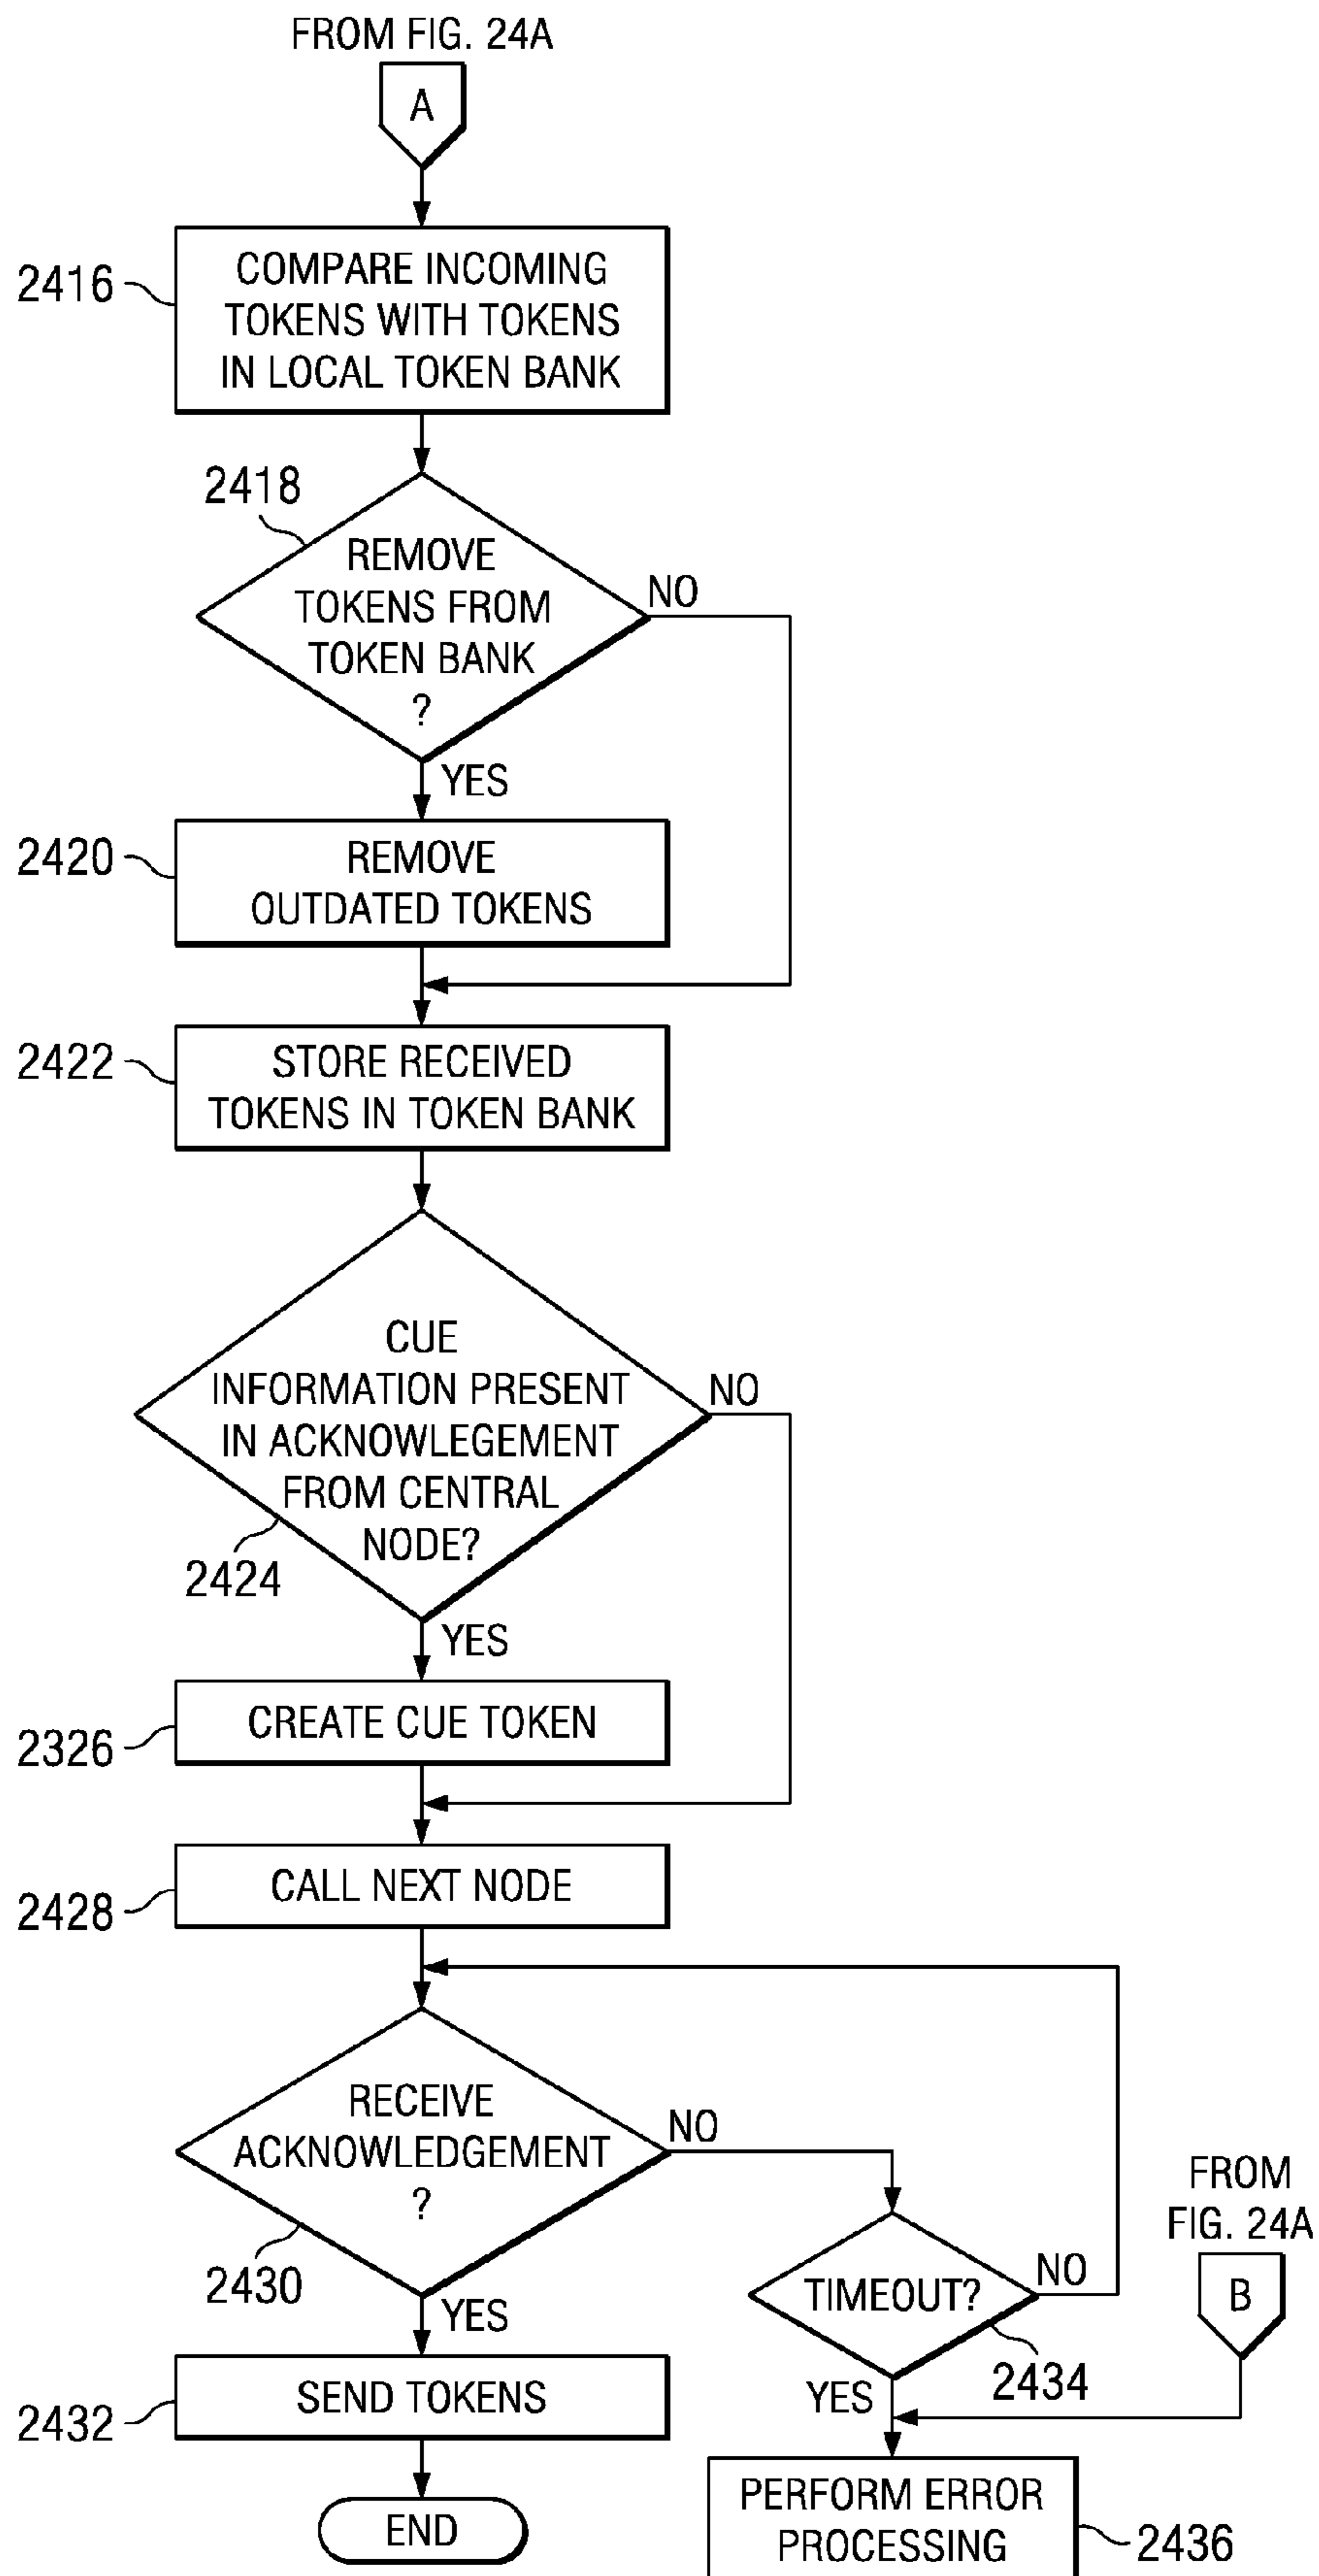 FROM FIG. 24A
A
2416
COMPARE INCOMING
TOKENS WITH TOKENS
IN LOCAL TOKEN BANK
2418
REMOVE
TOKENS FROM
TOKEN BANK
?
NO
YES
2420
REMOVE
OUTDATED TOKENS
2422
STORE RECEIVED
TOKENS IN TOKEN BANK
CUE
INFORMATION PRESENT
IN ACKNOWLEGEMENT
FROM CENTRAL
NODE?
NO
2424
YES
2326
CREATE CUE TOKEN
2428
CALL NEXT NODE
RECEIVE
ACKNOWLEDGEMENT
?
NO
2430
YES
FROM
FIG. 24A
B
TIMEOUT?
NO
2434
YES
2432
SEND TOKENS
END
PERFORM ERROR
PROCESSING
2436